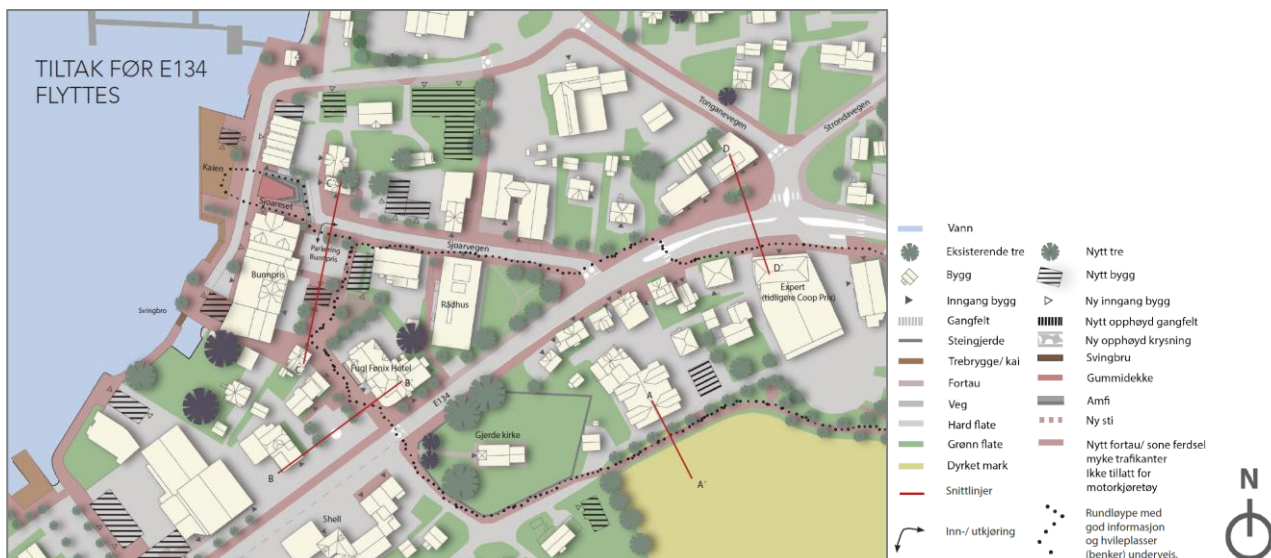 TILTAK FØR E134
FLYTTES
Tonganevegen
Strondavegen
D
Kaien
C'
Sjoareset
Sjoarvegen
Parkering
Bunnpris
Bunnpris
Rådhus
D'
Expert
(tidligere Coop Prix)
Svingbro
C
Fugl Fønix Hotel
B'
E134
A
Gjerde kirke
B
A'
Shell
Vann
Eksisterende tre
Nytt tre
Bygg
Nytt bygg
Inngang bygg
Ny inngang bygg
Gangfelt
Nytt opphøyd gangfelt
Steingjerde
Ny opphøyd krysning
Trebrygge/ kai
Svingbru
Fortau
Gummidekke
Veg
Amfi
Hard flate
Ny sti
Grønn flate
Nytt fortau/ sone ferdsel
myke trafikanter
Ikke tillatt for
motorkjøretøy
Dyrket mark
Snittlinjer
Inn-/ utkjøring
Rundløype med
god informasjon
og hvileplasser
(benker) underveis.
N